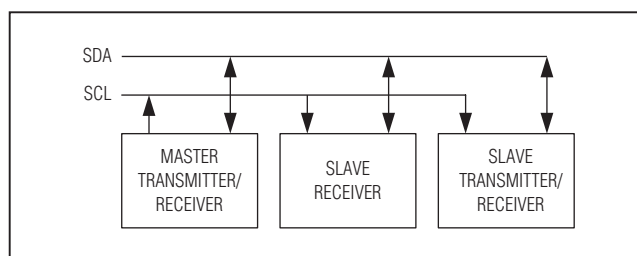 SDA
SCL
MASTER
TRANSMITTER/
RECEIVER
SLAVE
RECEIVER
SLAVE
TRANSMITTER/
RECEIVER